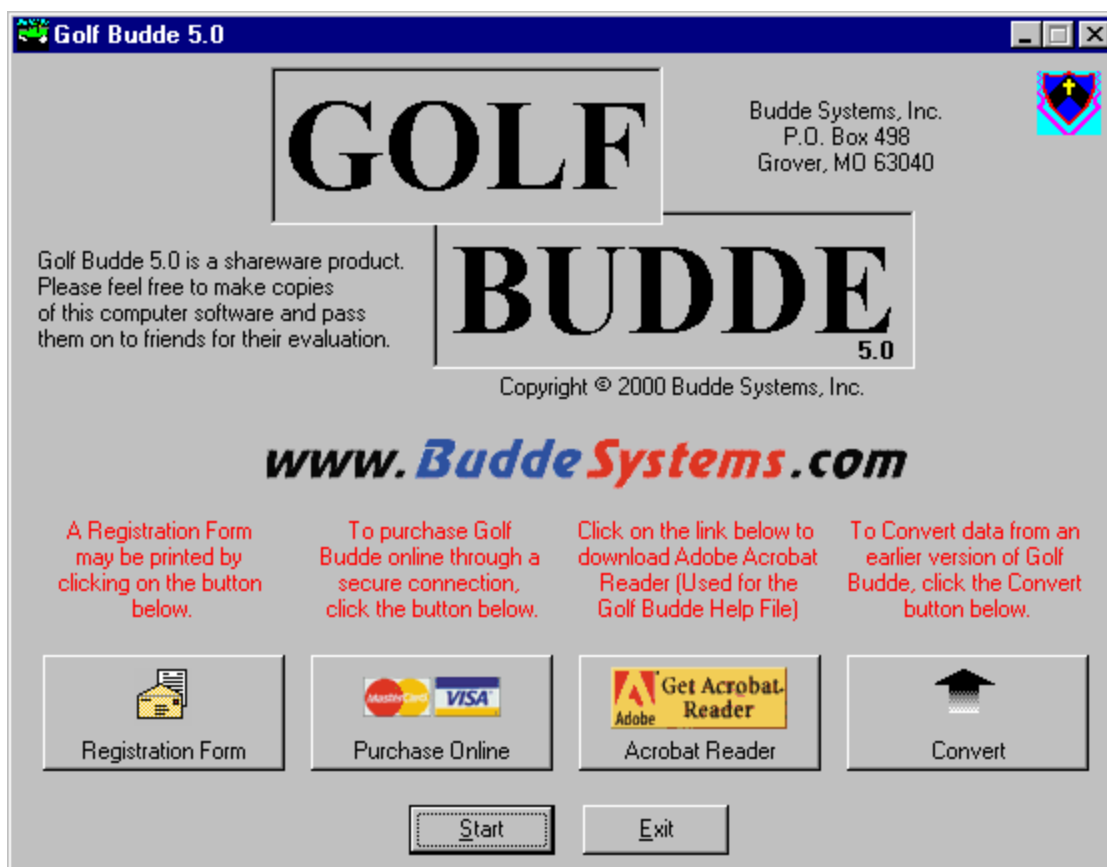 Golf Budde 5.0
GOLF
Budde Systems, Inc.
P.O. Box 498
Grover, MO 63040
Golf Budde 5.0 is a shareware product.
Please feel free to make copies
of this computer software and pass
them on to friends for their evaluation.
BUDDE
5.0
Copyright © 2000 Budde Systems, Inc.
www.BuddeSystems.com
A Registration Form
may be printed by
clicking on the button
below.
To purchase Golf
Budde online through a
secure connection,
click the button below.
Click on the link below to
download Adobe Acrobat
Reader (Used for the
Golf Budde Help File)
To Convert data from an
earlier version of Golf
Budde, click the Convert
button below.
Registration Form
MasterCard VISA
Purchase Online
Adobe
Get Acrobat
Reader
Acrobat Reader
Convert
Start
Exit